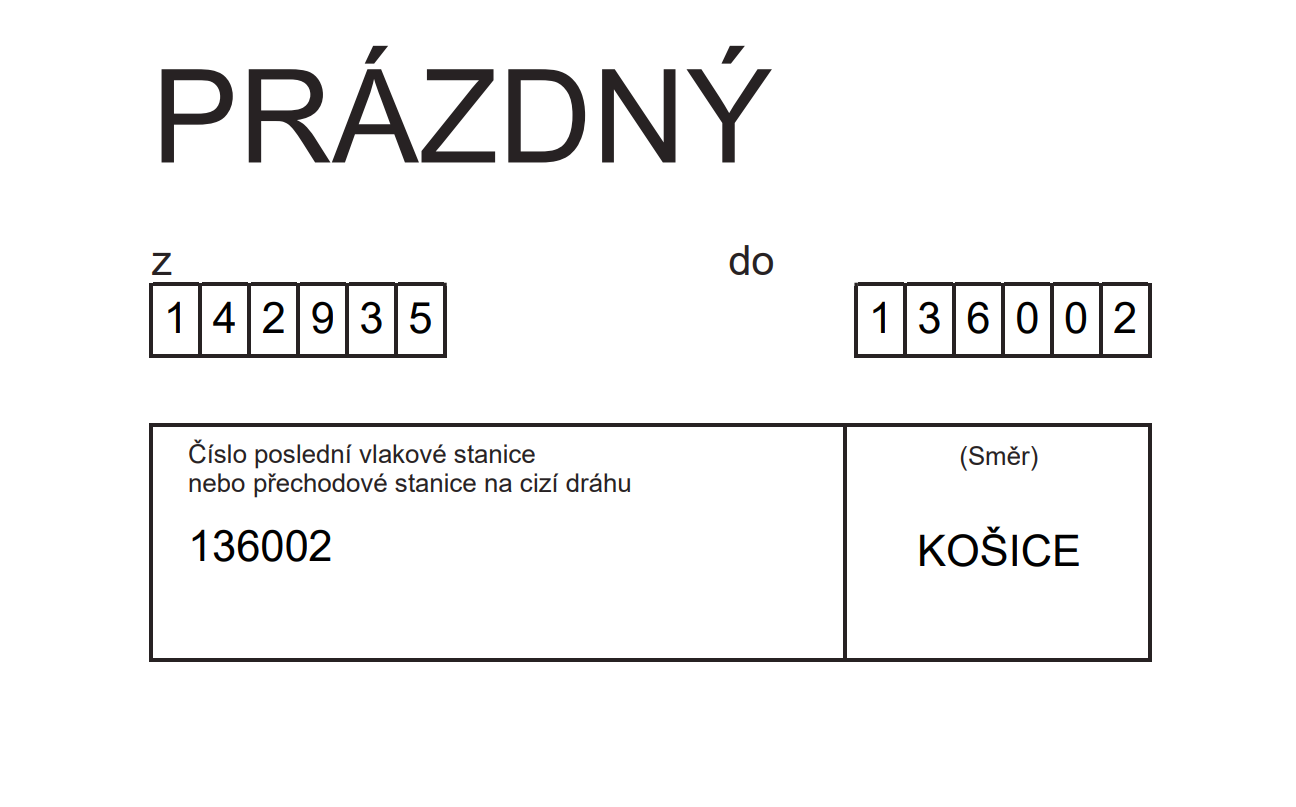 PRÁZDNÝ
z do
142935 136002
Číslo poslední vlakové stanice
nebo přechodové stanice na cizí dráhu
136002
(Směr)
KOŠICE